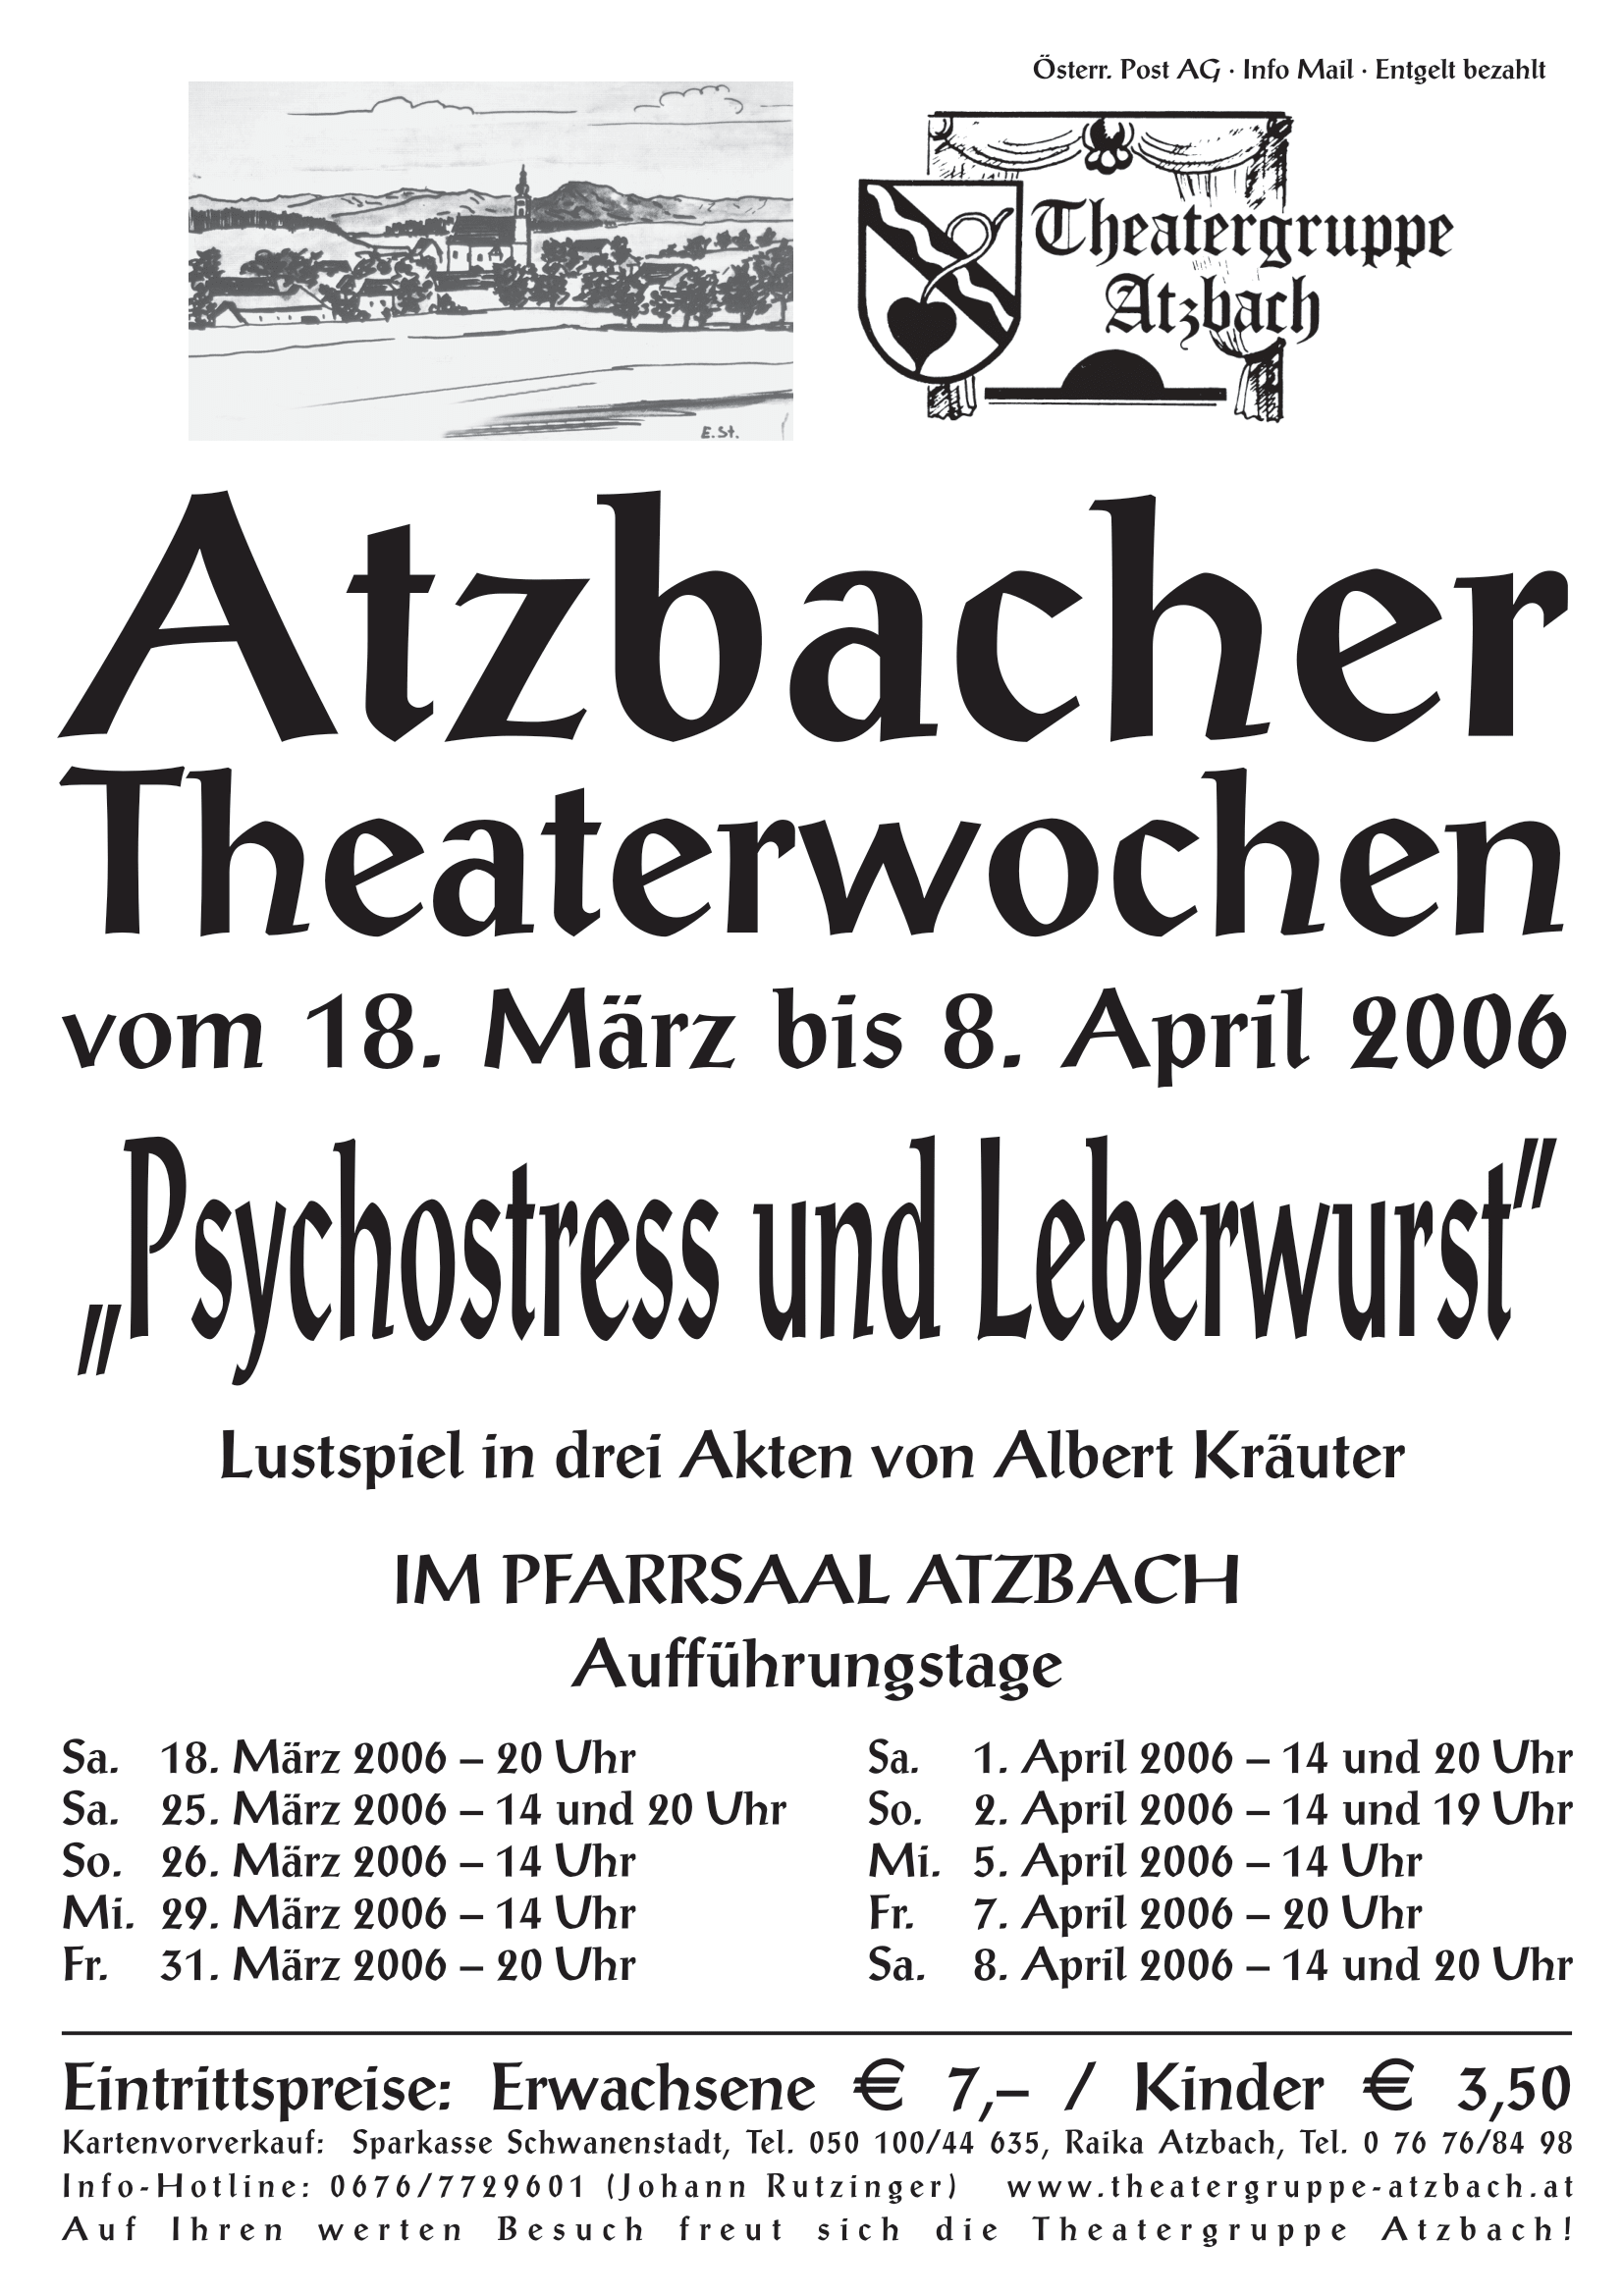 Österr. Post AG · Info Mail · Entgelt bezahlt
E.St.
Theatergruppe
Atzbach
Atzbacher
Theaterwochen
vom 18. März bis 8. April 2006
„Psychostress und Leberwurst"
Lustspiel in drei Akten von Albert Kräuter
IM PFARRSAAL ATZBACH
Aufführungstage
Sa. 18. März 2006 – 20 Uhr
Sa. 25. März 2006 – 14 und 20 Uhr
So. 26. März 2006 – 14 Uhr
Mi. 29. März 2006 – 14 Uhr
Fr. 31. März 2006 – 20 Uhr
Sa. 1. April 2006 – 14 und 20 Uhr
So. 2. April 2006 – 14 und 19 Uhr
Mi. 5. April 2006 – 14 Uhr
Fr. 7. April 2006 – 20 Uhr
Sa. 8. April 2006 – 14 und 20 Uhr
Eintrittspreise: Erwachsene € 7,– / Kinder € 3,50
Kartenvorverkauf: Sparkasse Schwanenstadt, Tel. 050 100/44 635, Raika Atzbach, Tel. 0 76 76/84 98
Info-Hotline: 0676/7729601 (Johann Rutzinger) www.theatergruppe-atzbach.at
Auf Ihren werten Besuch freut sich die Theatergruppe Atzbach!